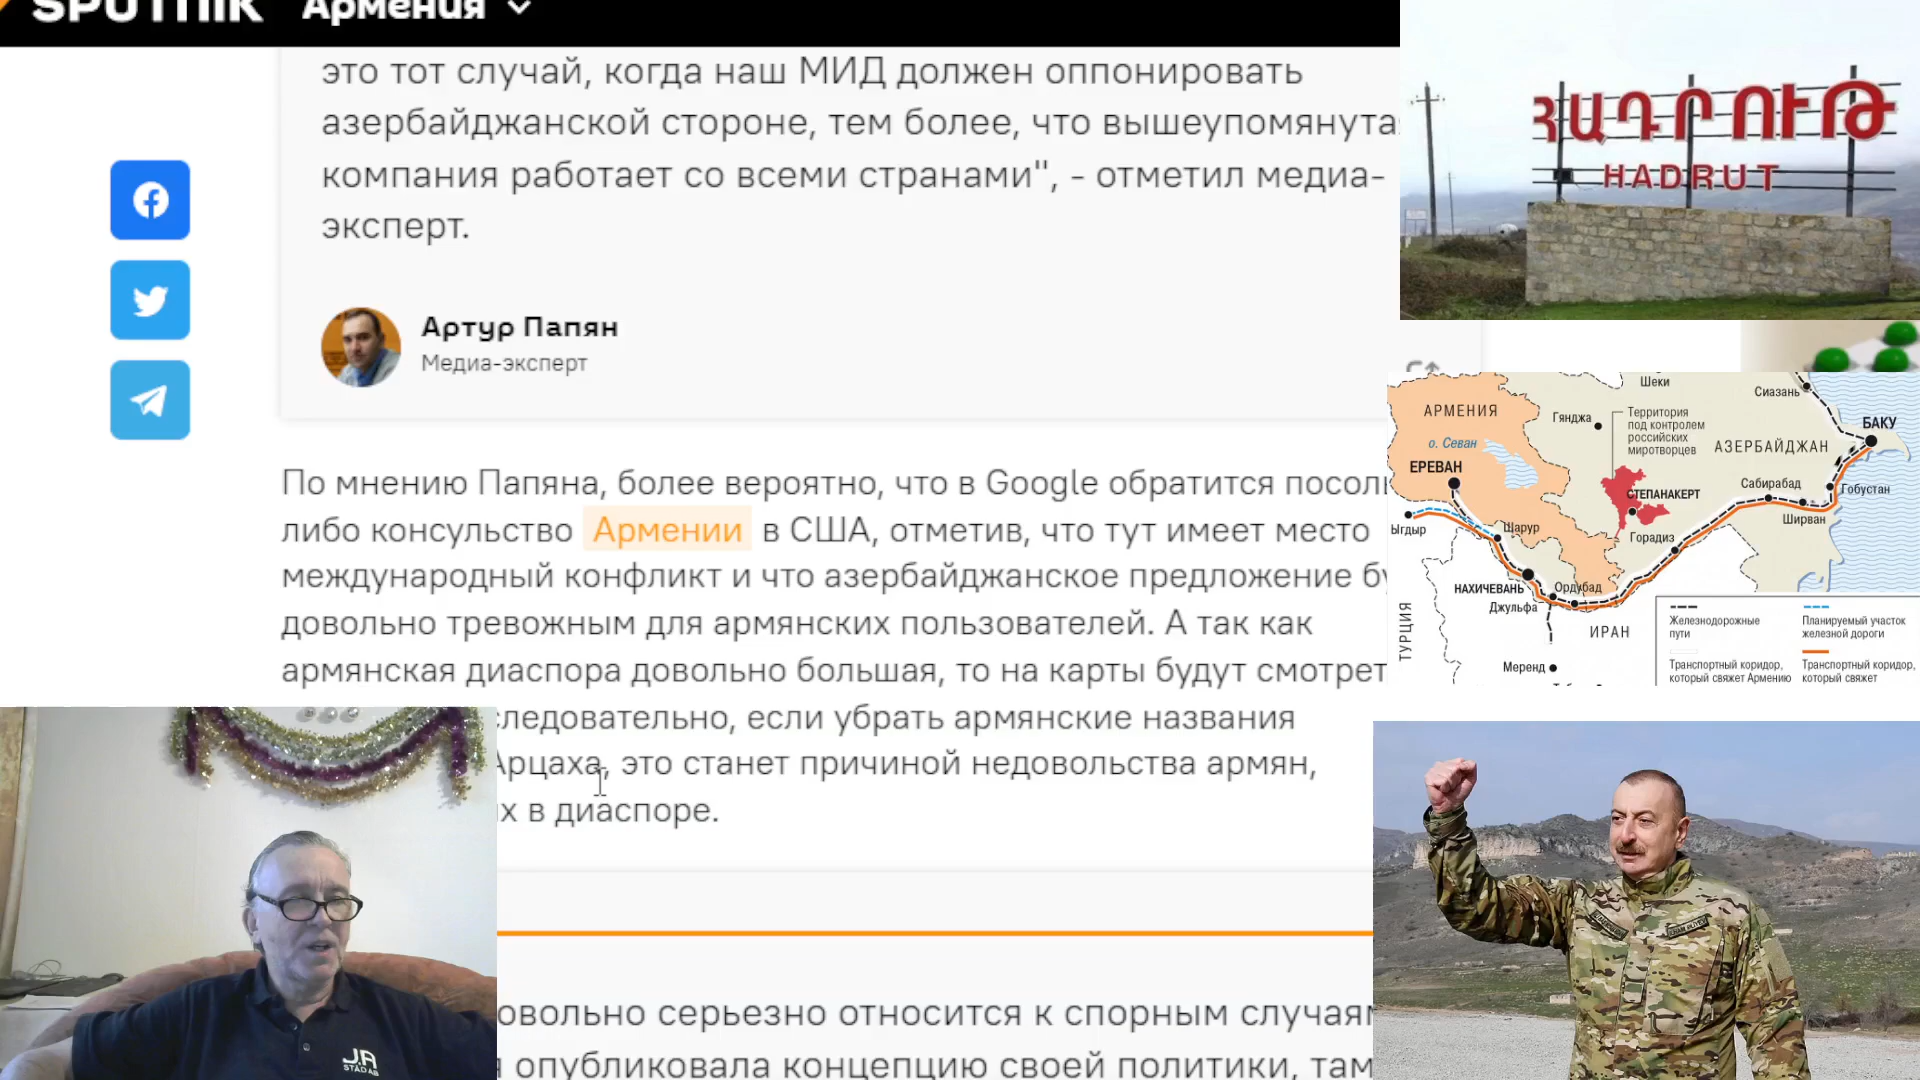 SPUTNIK Армения
это тот случай, когда наш МИД должен оппонировать
азербайджанской стороне, тем более, что вышеупомянута
компания работает со всеми странами", - отметил медиа-
эксперт.
Артур Папян
Медиа-эксперт
По мнению Папяна, более вероятно, что в Google обратится
либо консульство Армении в США, отметив, что тут имеет место
международный конфликт и что азербайджанское предложение
довольно тревожным для армянских пользователей. А так как
армянская диаспора довольно большая, то на карты будут смотрет
следовательно, если убрать армянские названия
Арцаха, это станет причиной недовольства армян,
х в диаспоре.
овольно серьезно относится к спорным случаям
опубликовала концепцию своей политики, там
ՀԱԴՐՈՒԹ
HADRUT
Шеки
Сиазань
АРМЕНИЯ
Гянджа
Территория
под контролем
российских
миротворцев
БАКУ
о. Севан
АЗЕРБАЙДЖАН
ЕРЕВАН
Сабирабад
Гобустан
СТЕПАНАКЕРТ
Ширван
Ыгдыр
Шарур
Горадиз
НАХИЧЕВАНЬ
Ордубад
Джульфа
ИРАН
ТУРЦИЯ
Меренд
Железнодорожные
пути
Планируемый участок
железной дороги
Транспортный коридор,
который свяжет Армению
Транспортный коридор,
который свяжет
J.A
STÄD AB